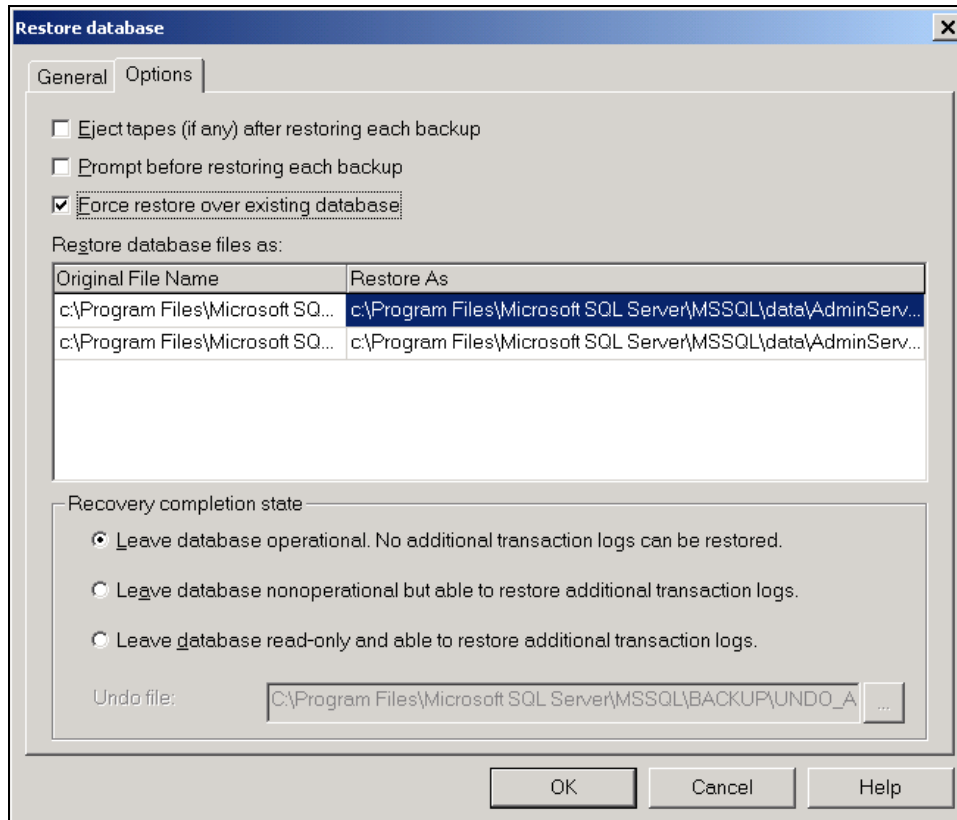 Restore database
General Options
Eject tapes (if any) after restoring each backup
Prompt before restoring each backup
Force restore over existing database
Restore database files as:
Original File Name Restore As
c:\Program Files\Microsoft SQ... c:\Program Files\Microsoft SQL Server\MSSQL\data\AdminServ...
c:\Program Files\Microsoft SQ... c:\Program Files\Microsoft SQL Server\MSSQL\data\AdminServ...
Recovery completion state
Leave database operational. No additional transaction logs can be restored.
Leave database nonoperational but able to restore additional transaction logs.
Leave database read-only and able to restore additional transaction logs.
Undo file: C:\Program Files\Microsoft SQL Server\MSSQL\BACKUP\UNDO_A ...
OK Cancel Help